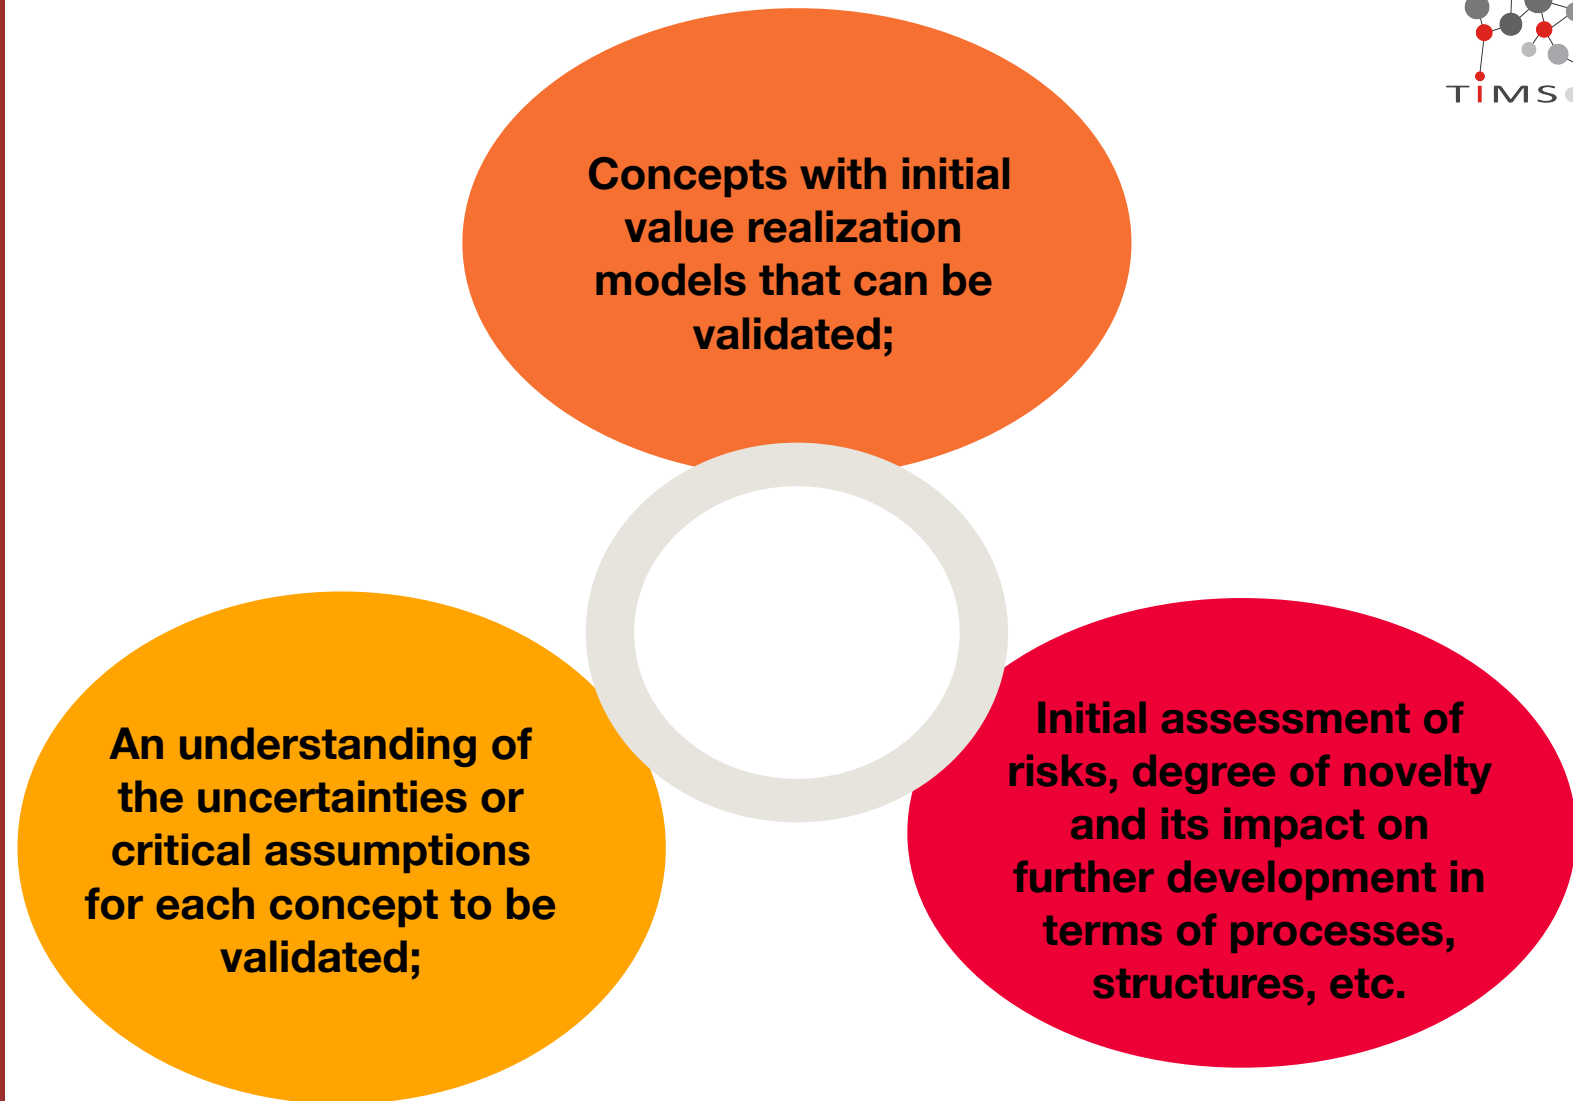 TiMS
Concepts with initial
value realization
models that can be
validated;
An understanding of
the uncertainties or
critical assumptions
for each concept to be
validated;
Initial assessment of
risks, degree of novelty
and its impact on
further development in
terms of processes,
structures, etc.